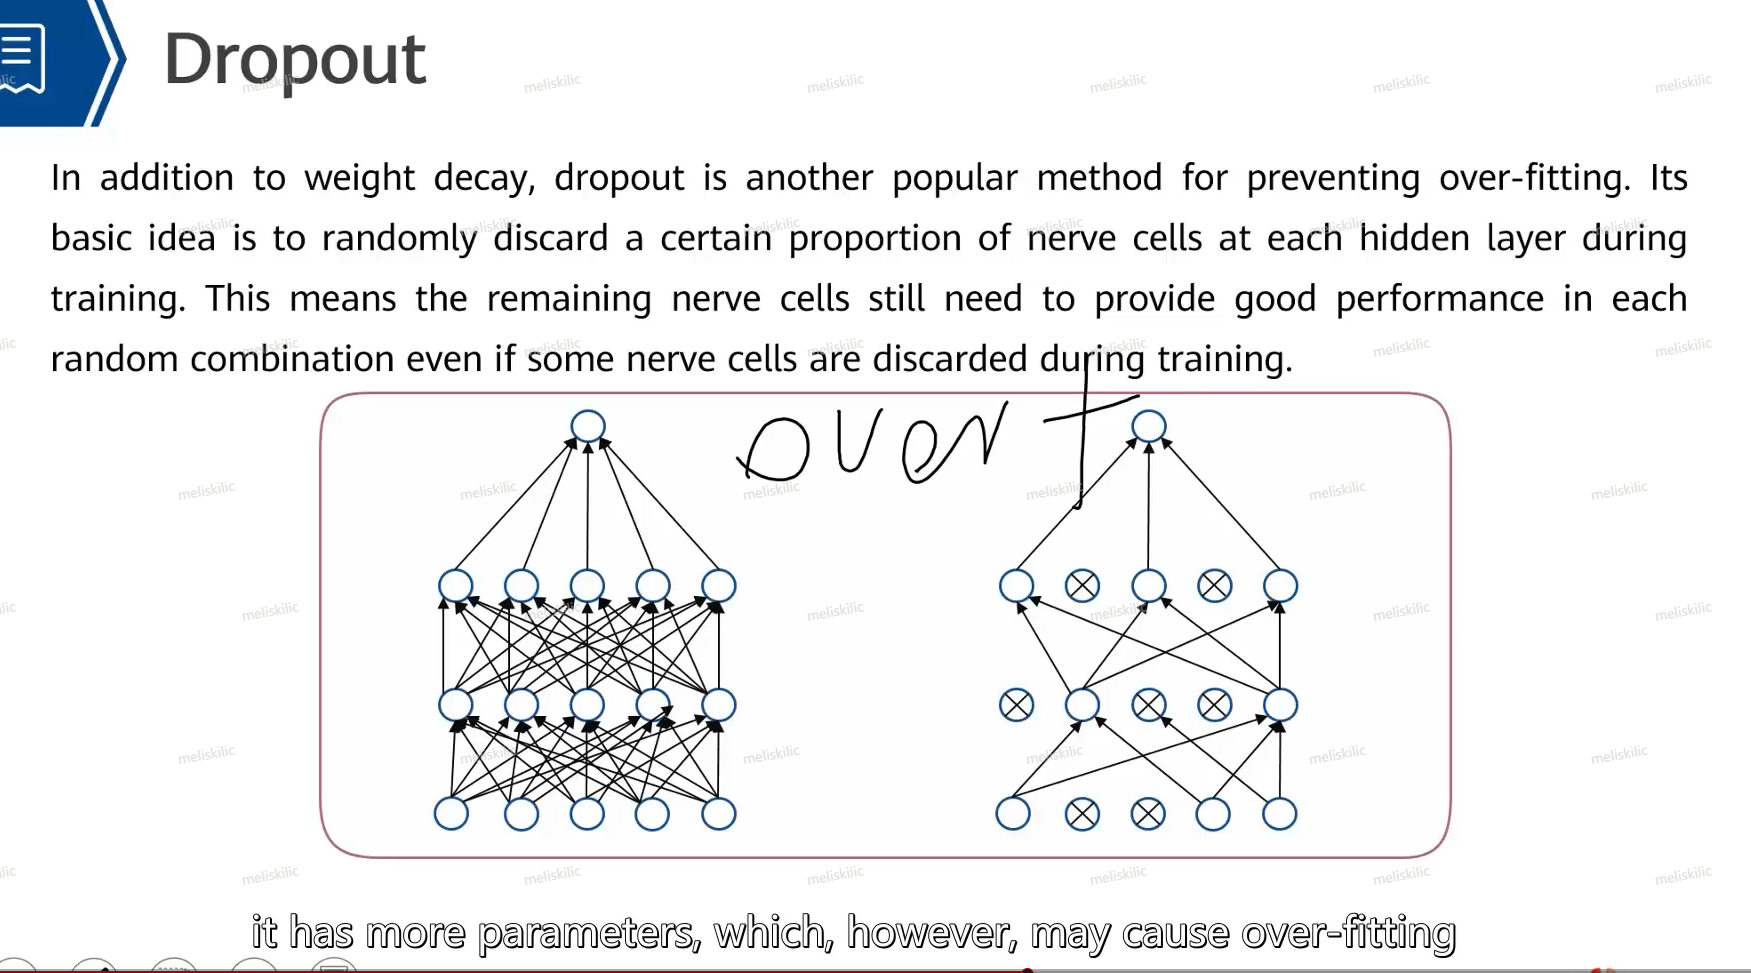 Dropout
In addition to weight decay, dropout is another popular method for preventing over-fitting. Its
basic idea is to randomly discard a certain proportion of nerve cells at each hidden layer during
training. This means the remaining nerve cells still need to provide good performance in each
random combination even if some nerve cells are discarded during training.
over f
it has more parameters, which, however, may cause over-fitting
meliskilic